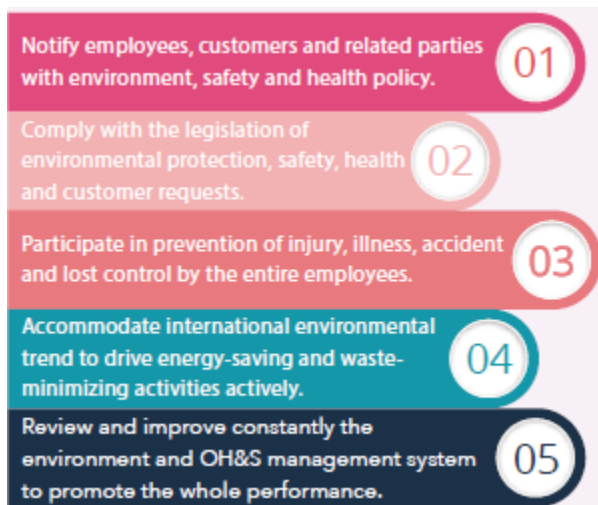 Notify employees, customers and related parties
with environment, safety and health policy.
01
Comply with the legislation of
environmental protection, safety, health
and customer requests.
02
Participate in prevention of injury, illness, accident
and lost control by the entire employees.
03
Accommodate international environmental
trend to drive energy-saving and waste-
minimizing activities actively.
04
Review and improve constantly the
environment and OH&S management system
to promote the whole performance.
05